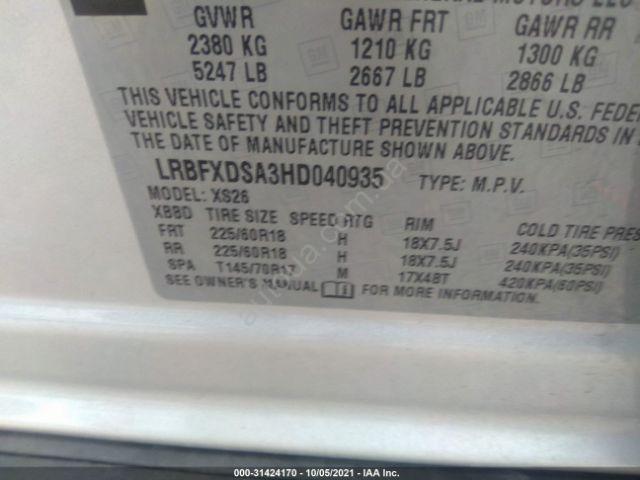 GENERAL MOTORS LLC
GVWR GAWR FRT GAWR RR
2380 KG 1210 KG 1300 KG
5247 LB 2667 LB 2866 LB
THIS VEHICLE CONFORMS TO ALL APPLICABLE U.S. FEDE
VEHICLE SAFETY AND THEFT PREVENTION STANDARDS IN
THE DATE OF MANUFACTURE SHOWN ABOVE.
LRBFXDSA3HD040935 TYPE: M.P.V.
MODEL: XS26
XBBD TIRE SIZE SPEED RTG RIM COLD TIRE PRES
FRT 225/60R18 H 18X7.5J 240KPA(35PSI)
RR 225/60R18 H 18X7.5J 240KPA(35PSI)
SPA T145/70R17 M 17X4BT 420KPA(60PSI)
SEE OWNER'S MANUAL FOR MORE INFORMATION.
000-31424170 - 10/05/2021 - IAA Inc.